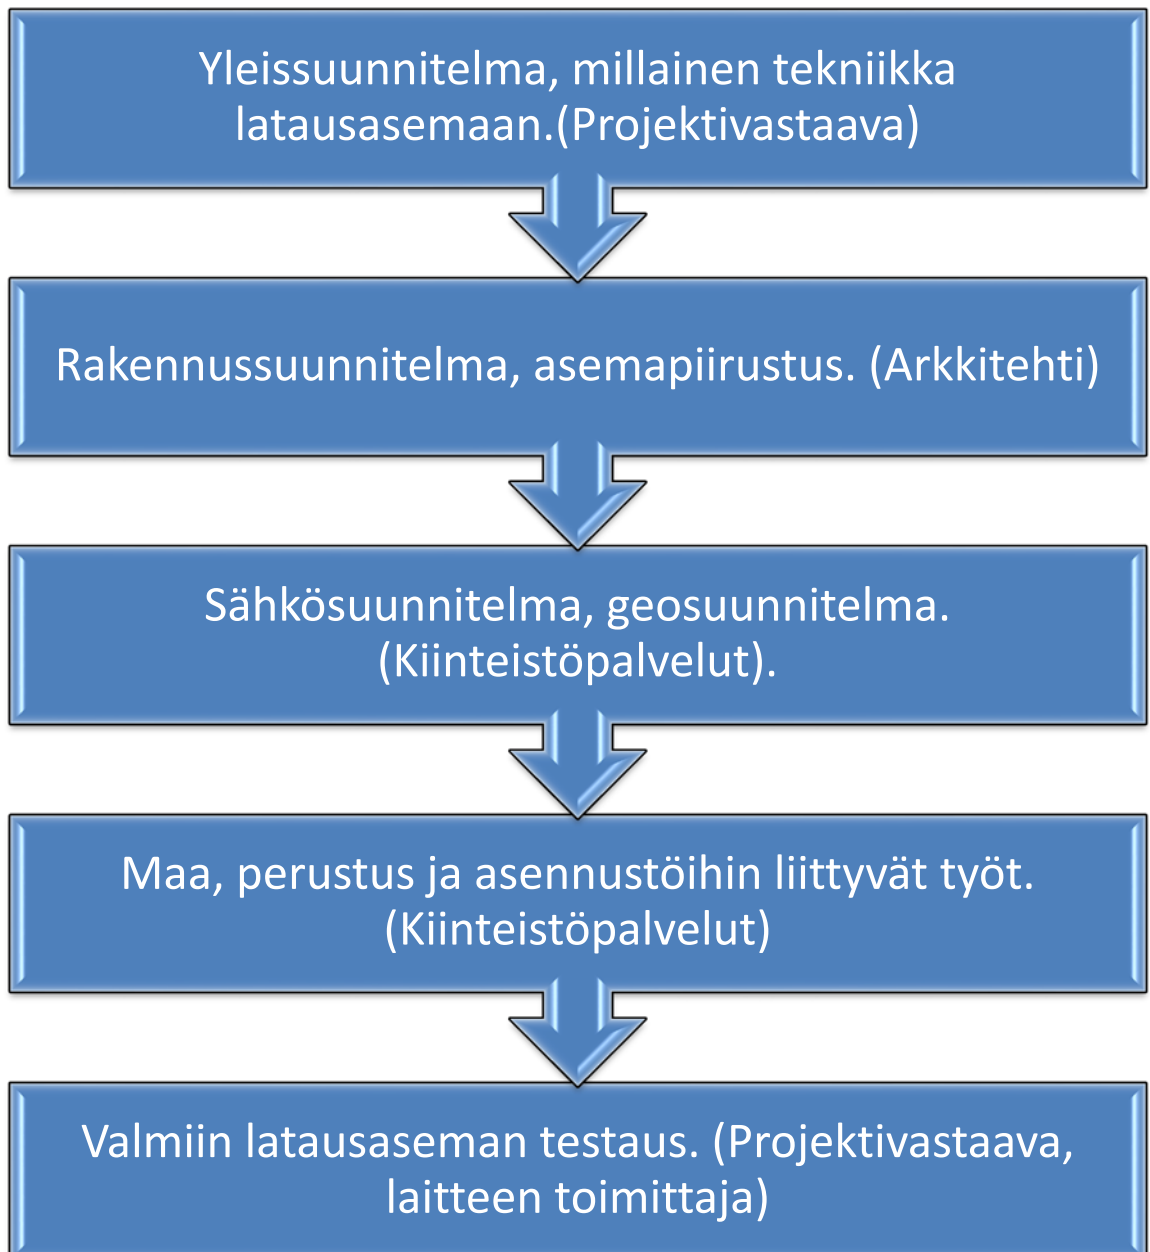 Yleissuunnitelma, millainen tekniikka
latausasemaan.(Projektivastaava)
Rakennussuunnitelma, asemapiirustus. (Arkkitehti)
Sähkösuunnitelma, geosuunnitelma.
(Kiinteistöpalvelut).
Maa, perustus ja asennustöihin liittyvät työt.
(Kiinteistöpalvelut)
Valmiin latausaseman testaus. (Projektivastaava,
laitteen toimittaja)